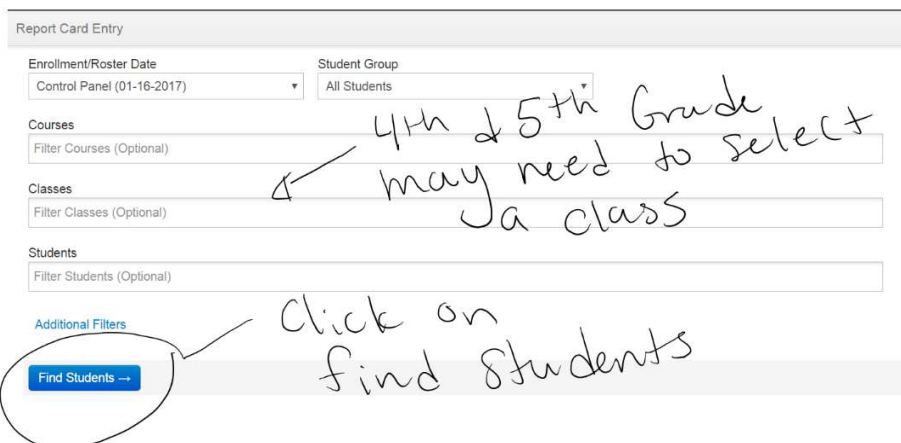 Report Card Entry
Enrollment/Roster Date
Student Group
Control Panel (01-16-2017)
All Students
4th & 5th Grade
may need to select
a class
Courses
Filter Courses (Optional)
Classes
Filter Classes (Optional)
Students
Filter Students (Optional)
Additional Filters
Click on
find Students
Find Students →